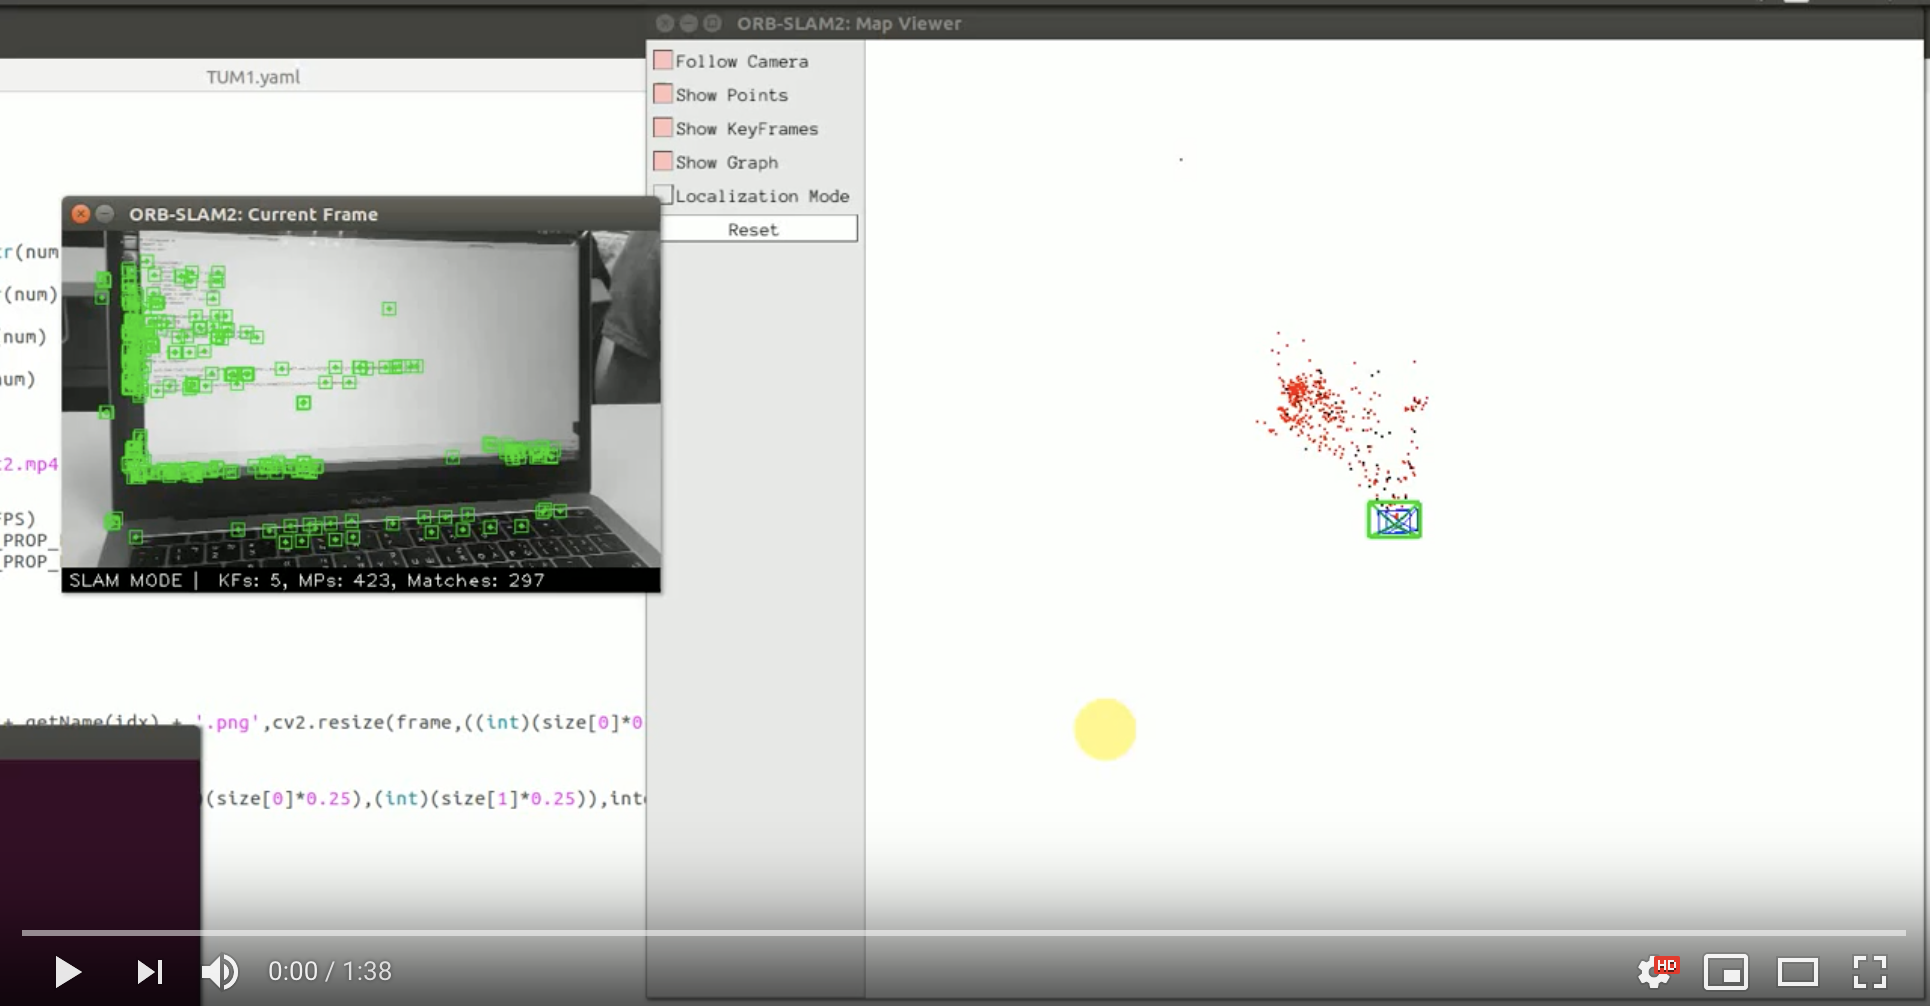 ORB-SLAM2: Map Viewer
TUM1.yaml
Follow Camera
Show Points
Show KeyFrames
Show Graph
Localization Mode
Reset
ORB-SLAM2: Current Frame
r(num
(num)
num)
um)
2.mp4
PS)
_PROP_
_PROP_
SLAM MODE | KFs: 5, MPs: 423, Matches: 297
+ getName(idx) + '.png',cv2.resize(frame,((int)(size[0]*0
(size[0]*0.25),(int)(size[1]*0.25)),int
0:00 / 1:38
HD